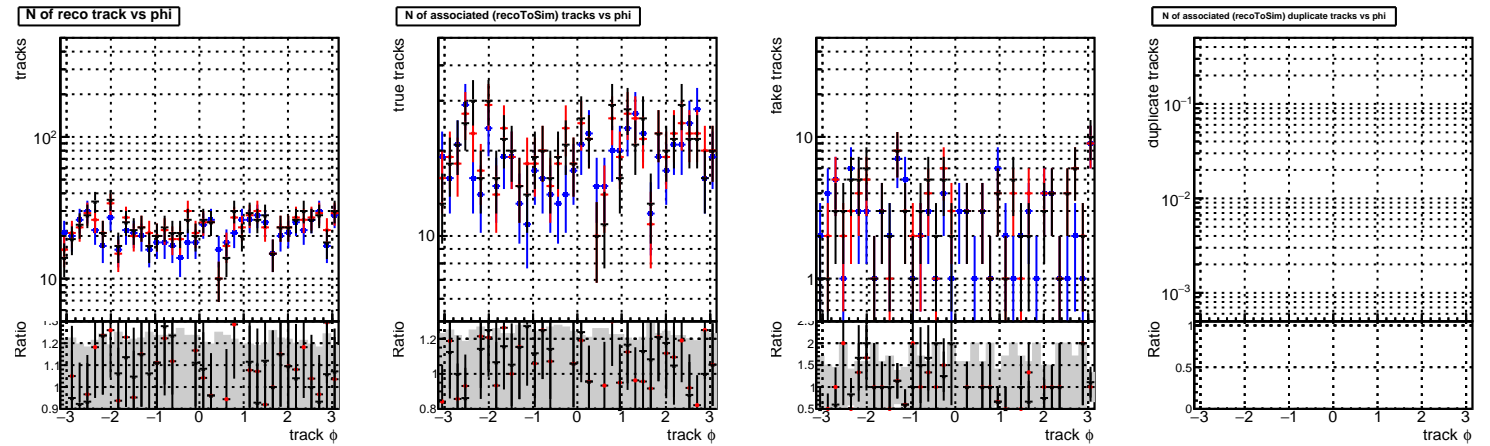 N of reco track vs phi
tracks
10²
10
Ratio
1.3
1.2
1.1
1
0.9
−3 −2 −1 0 1 2 3
track ϕ
N of associated (recoToSim) tracks vs phi
true tracks
10
Ratio
1.2
1
0.8
−3 −2 −1 0 1 2 3
track ϕ
fake tracks
10
1
Ratio
2.5
2
1.5
1
0.5
−3 −2 −1 0 1 2 3
track ϕ
N of associated (recoToSim) duplicate tracks vs phi
duplicate tracks
10⁻¹
10⁻²
10⁻³
Ratio
1
0.5
0
−3 −2 −1 0 1 2 3
track ϕ